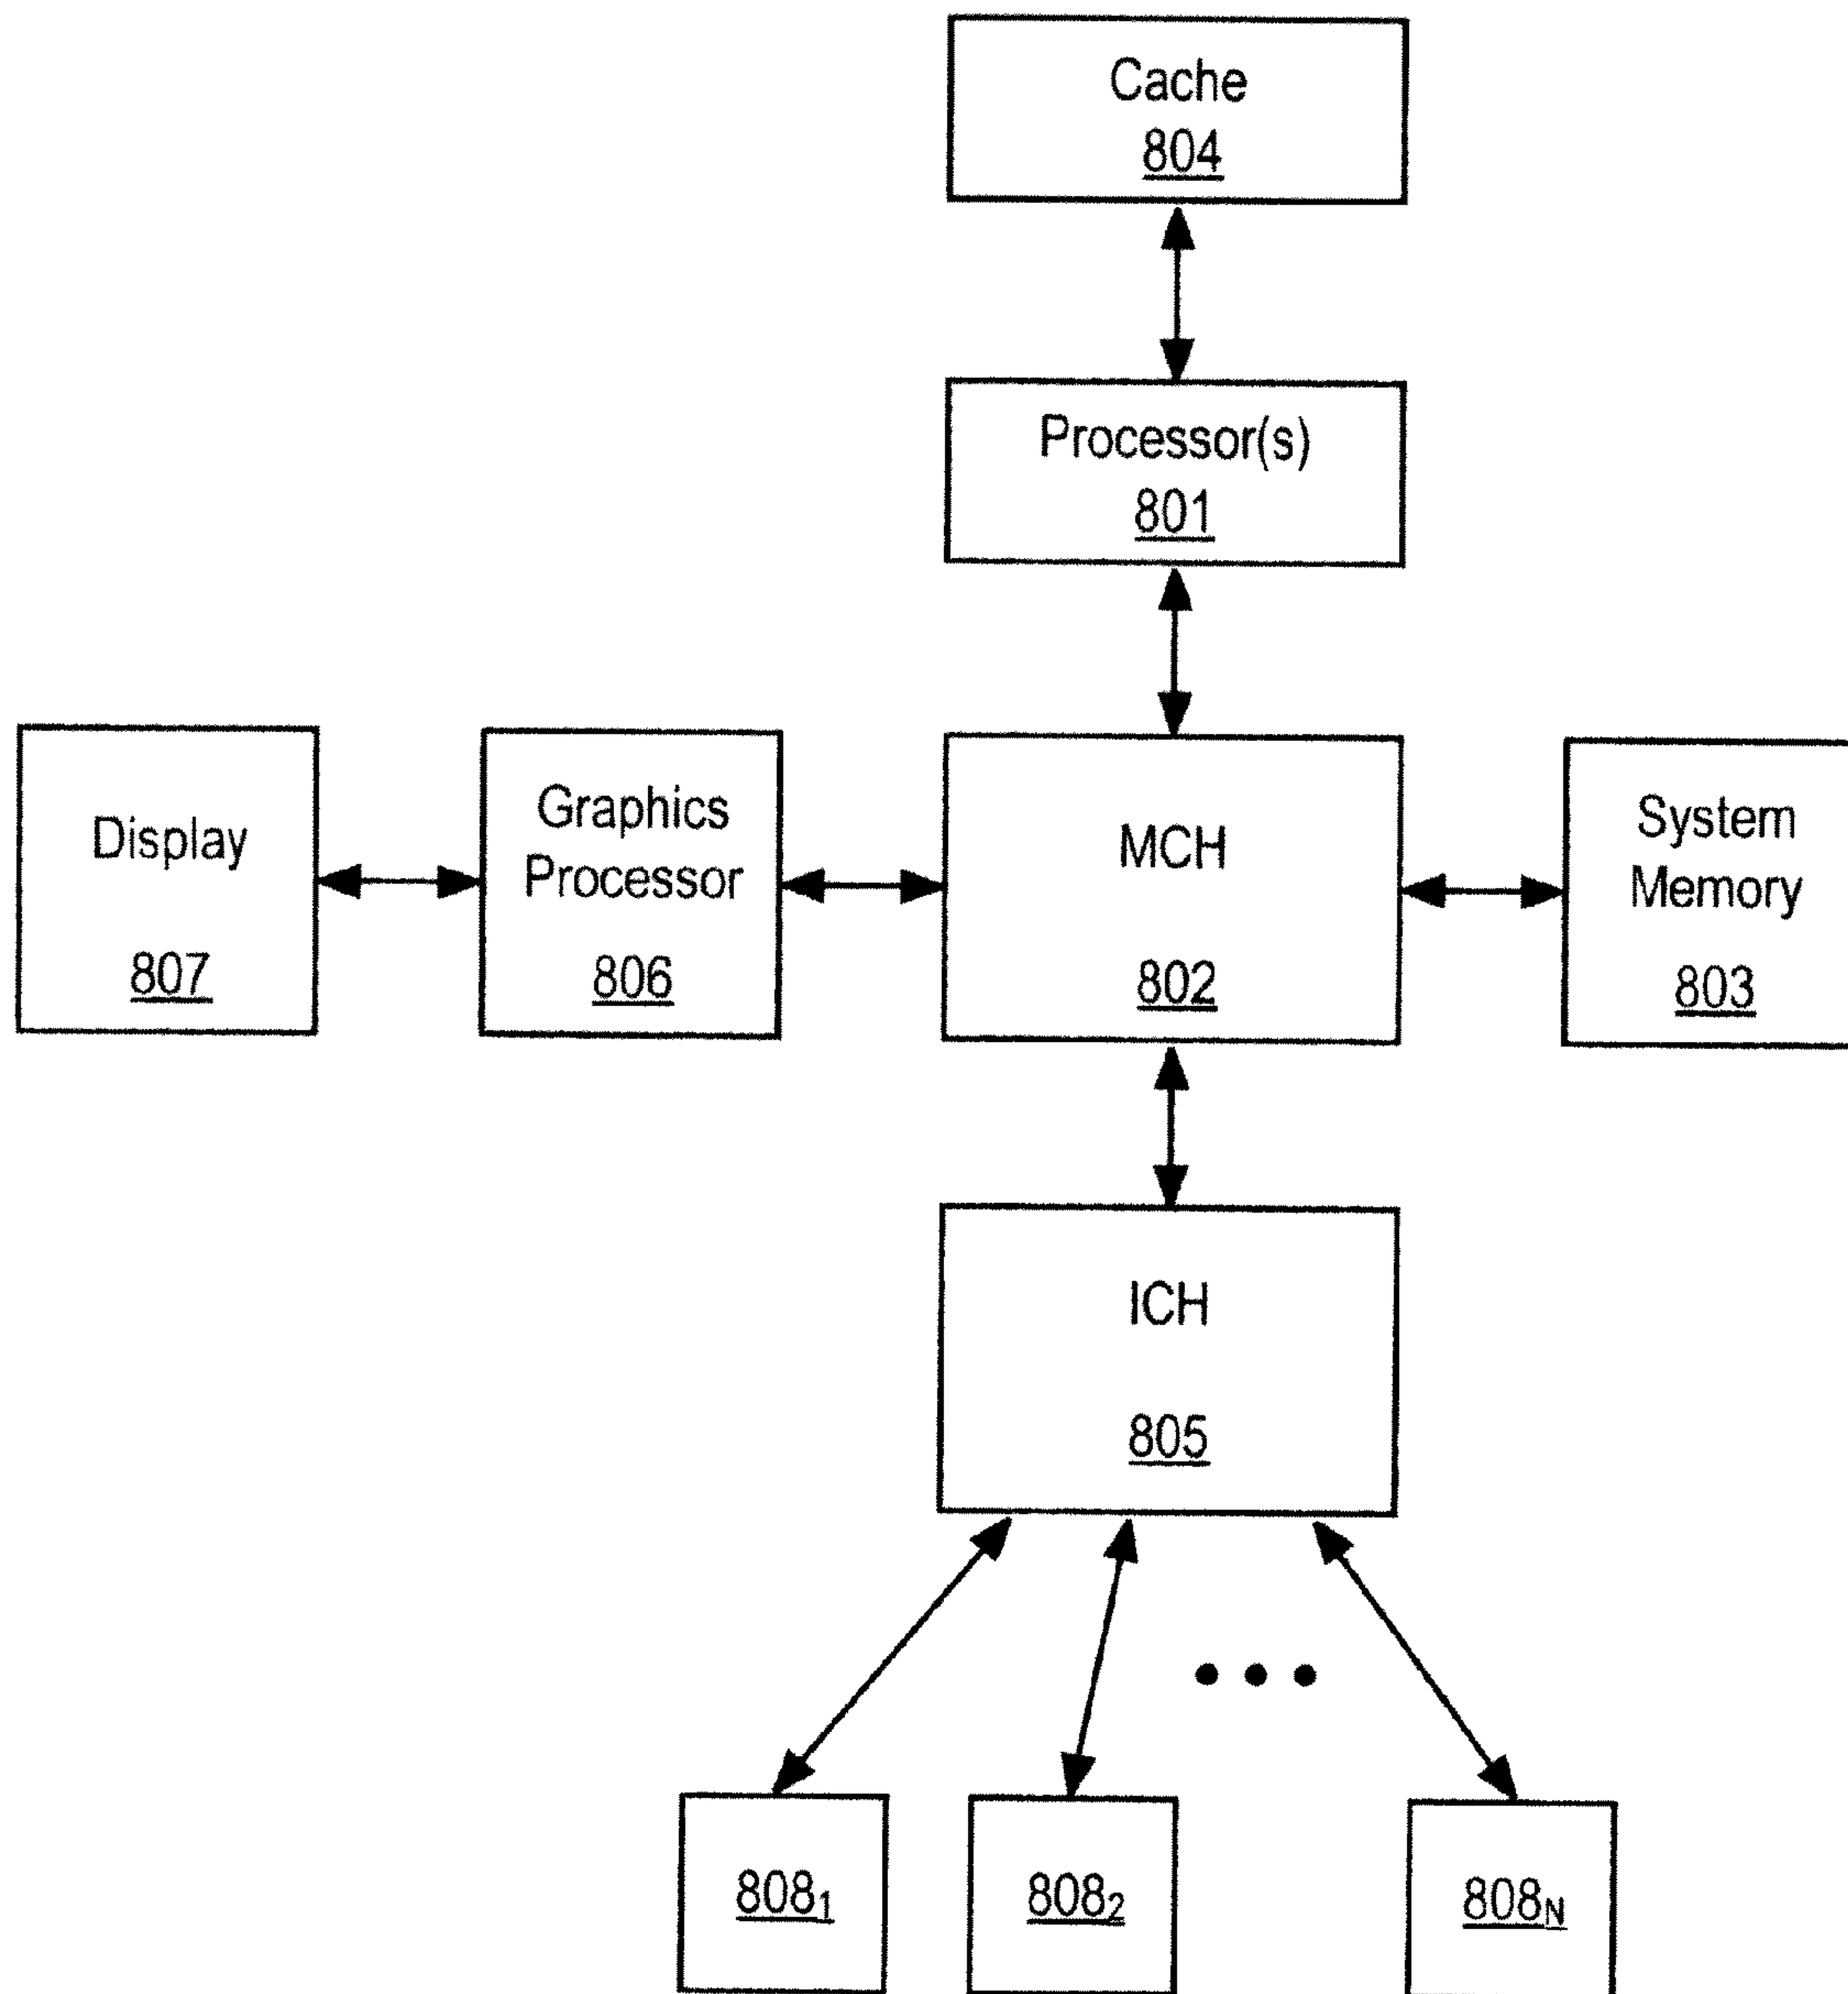 Cache
804
Processor(s)
801
Display
807
Graphics
Processor
806
MCH
802
System
Memory
803
ICH
805
• • •
808₁
808₂
808N